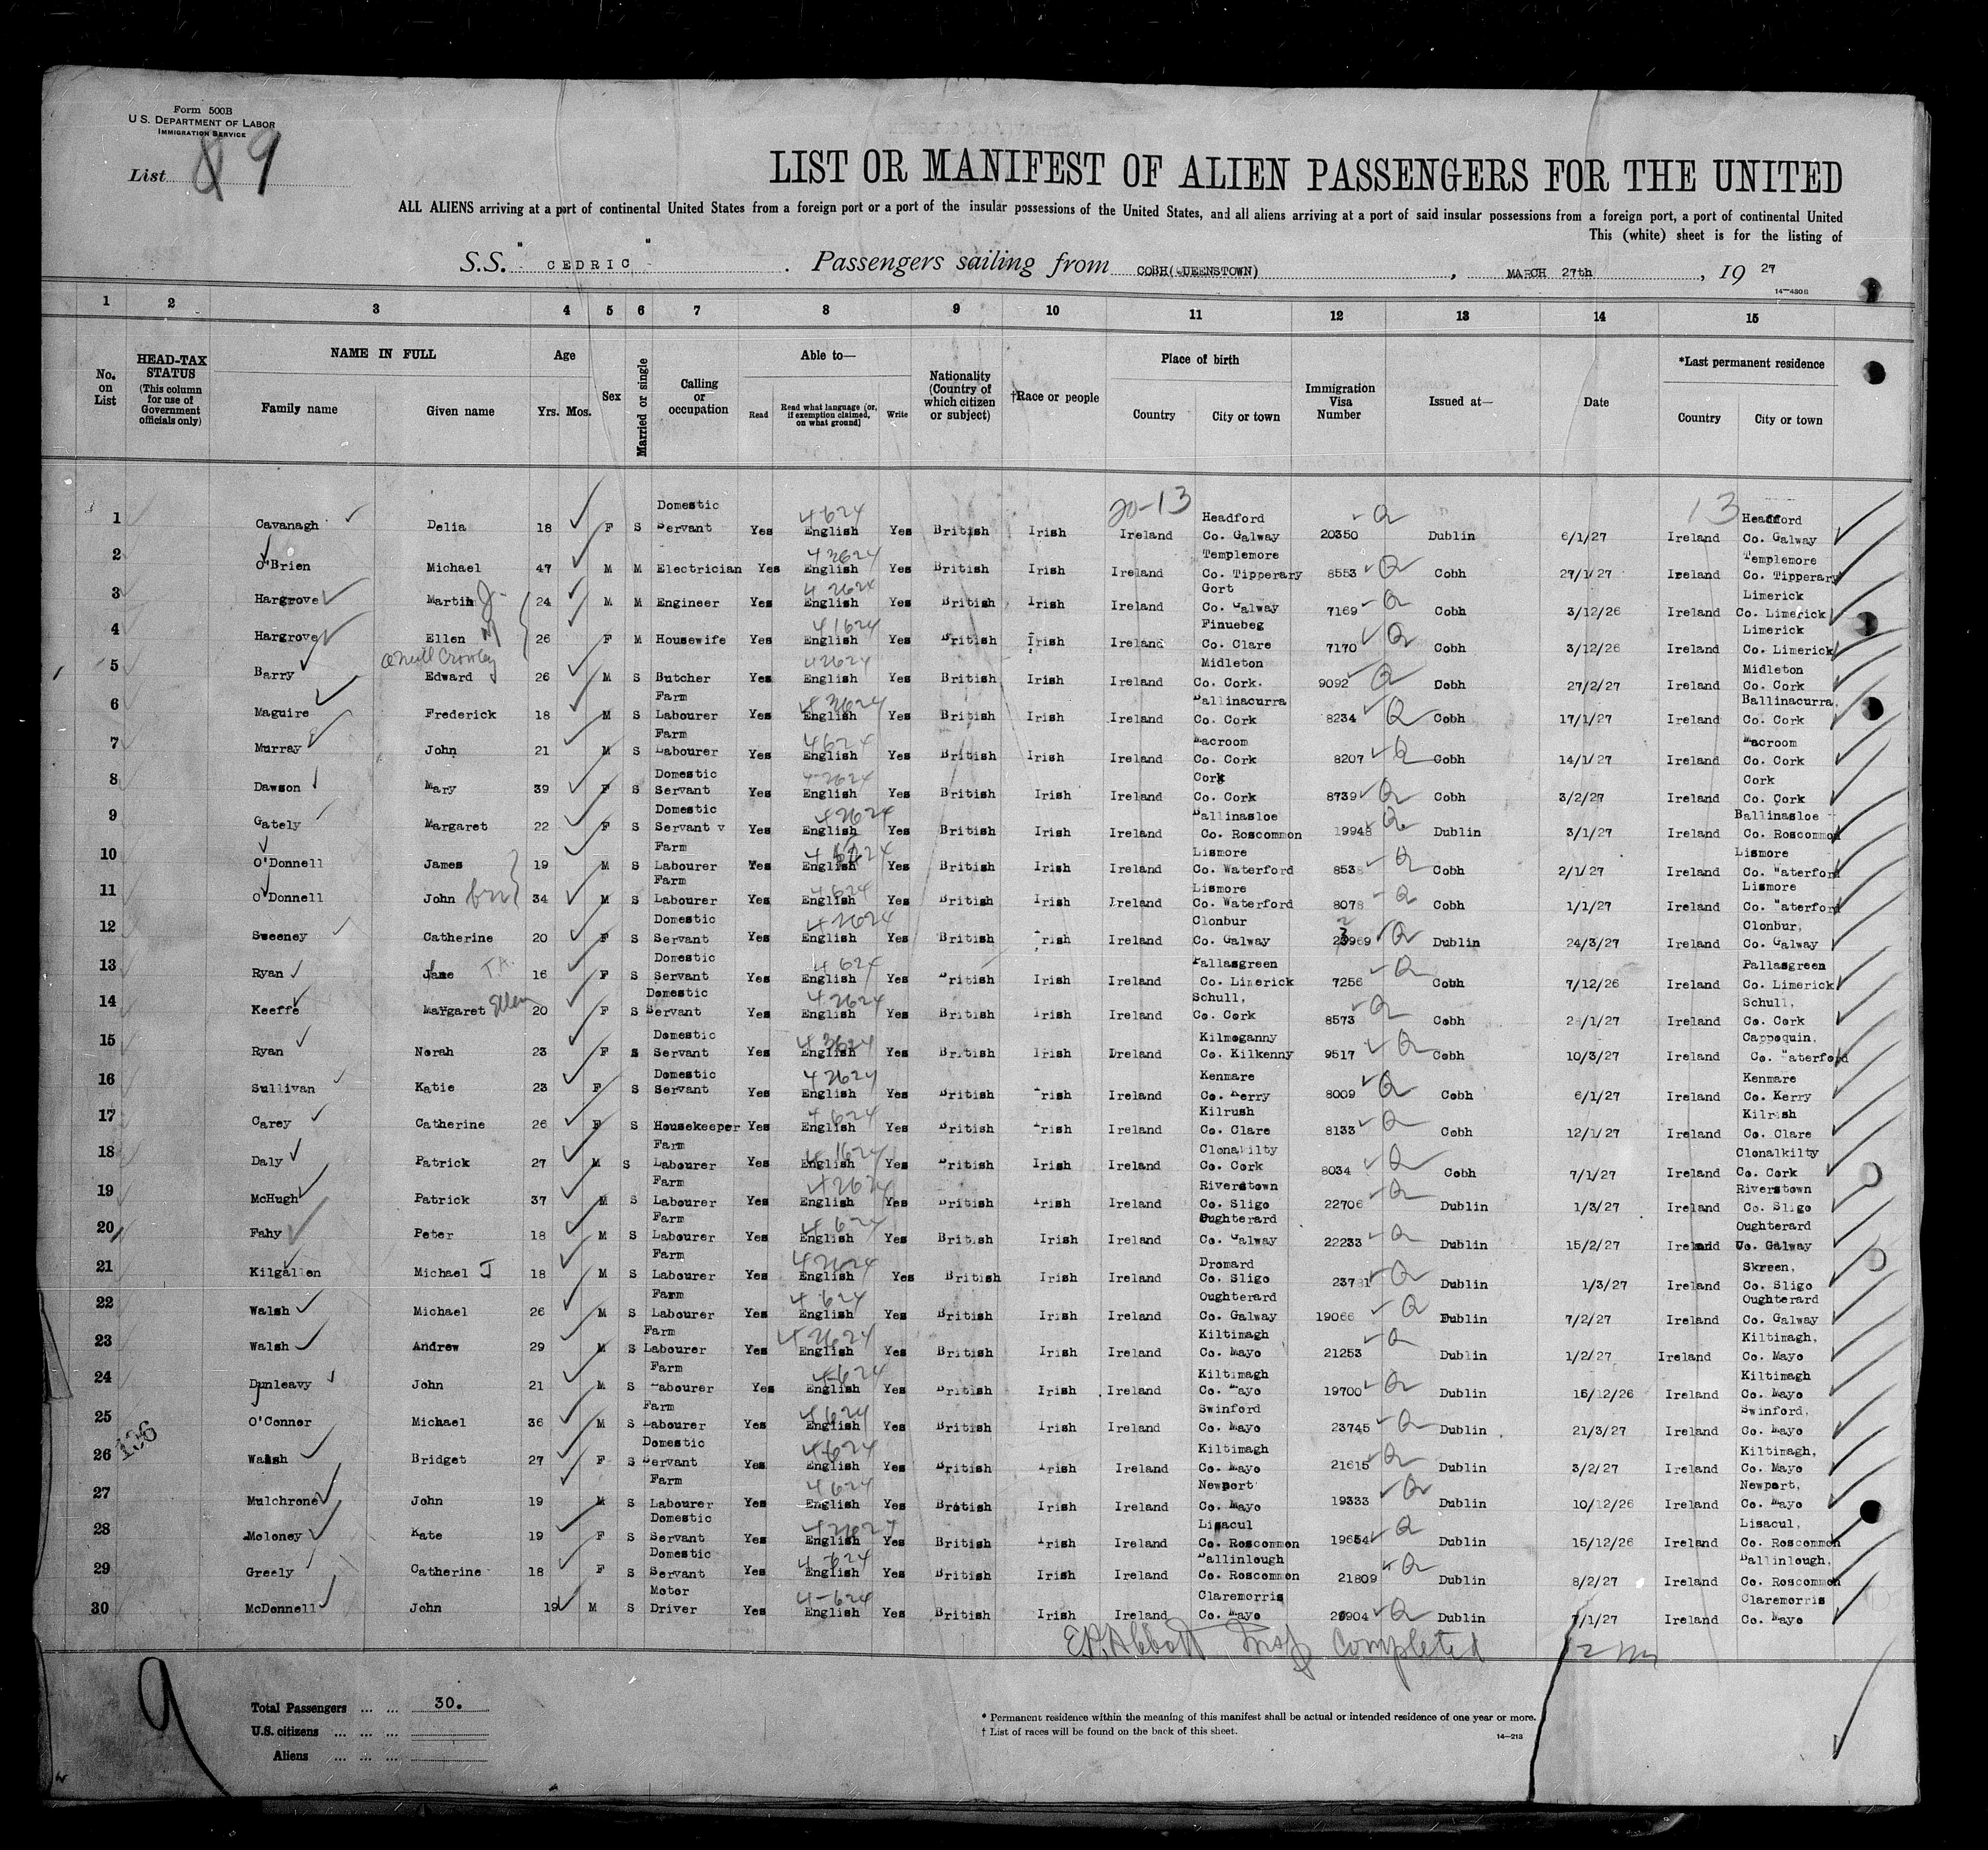 Form 500B
U.S. DEPARTMENT OF LABOR
IMMIGRATION SERVICE
List 9
LIST OR MANIFEST OF ALIEN PASSENGERS FOR THE UNITED
ALL ALIENS arriving at a port of continental United States from a foreign port or a port of the insular possessions of the United States, and all aliens arriving at a port of said insular possessions from a foreign port, a port of continental United
This (white) sheet is for the listing of
S.S. "CEDRIC" Passengers sailing from COBH(QUEENSTOWN), MARCH 27th, 19 27
14-430B
1 2 3 4 5 6 7 8 9 10 11 12 13 14 15
No. on List
HEAD-TAX STATUS (This column for use of Government officials only)
NAME IN FULL
Family name Given name
Age Yrs. Mos.
Sex
Married or single
Calling or occupation
Able to—
Read Read what language (or, if exemption claimed, on what ground) Write
Nationality (Country of which citizen or subject)
†Race or people
Place of birth
Country City or town
Immigration Visa Number
Issued at—
Date
*Last permanent residence
Country City or town
20-13 13
1 Cavanagh Delia 18 F S Domestic Servant Yes English Yes British Irish Ireland Headford Co. Galway 20350 Dublin 6/1/27 Ireland Headford Co. Galway
2 O'Brien Michael 47 M M Electrician Yes English Yes British Irish Ireland Templemore Co. Tipperary 8553 Cobh 27/1/27 Ireland Templemore Co. Tipperary
3 Hargrove Martin J. 24 M M Engineer Yes English Yes British Irish Ireland Gort Co. Galway 7169 Cobh 3/12/26 Ireland Limerick Co. Limerick
4 Hargrove Ellen M 26 F M Housewife Yes English Yes British Irish Ireland Finuebeg Co. Clare 7170 Cobh 3/12/26 Ireland Limerick Co. Limerick
5 Barry O'Neill Crowley Edward 26 M S Butcher Yes English Yes British Irish Ireland Midleton Co. Cork. 9092 Cobh 27/2/27 Ireland Midleton Co. Cork
6 Maguire Frederick 18 M S Farm Labourer Yes English Yes British Irish Ireland Ballinacurra Co. Cork 8234 Cobh 17/1/27 Ireland Ballinacurra, Co. Cork
7 Murray John 21 M S Farm Labourer Yes English Yes British Irish Ireland Macroom Co. Cork 8207 Cobh 14/1/27 Ireland Macroom Co. Cork
8 Dawson Mary 39 F S Domestic Servant Yes English Yes British Irish Ireland Cork Co. Cork 8739 Cobh 3/2/27 Ireland Cork Co. Cork
9 Gately Margaret 22 F S Domestic Servant v Yes English Yes British Irish Ireland Ballinasloe Co. Roscommon 19948 Dublin 3/1/27 Ireland Ballinasloe Co. Roscommon
10 O'Donnell James 19 M S Farm Labourer Yes English Yes British Irish Ireland Lismore Co. Waterford 8538 Cobh 2/1/27 Ireland Lismore Co. Waterford
11 O'Donnell John 34 M S Farm Labourer Yes English Yes British Irish Ireland Lismore Co. Waterford 8078 Cobh 1/1/27 Ireland Lismore Co. Waterford
12 Sweeney Catherine 20 F S Domestic Servant Yes English Yes British Irish Ireland Clonbur Co. Galway 23969 Dublin 24/3/27 Ireland Clonbur, Co. Galway
13 Ryan Jane 16 F S Domestic Servant Yes English Yes British Irish Ireland Pallasgreen Co. Limerick 7256 Cobh 7/12/26 Ireland Pallasgreen Co. Limerick
14 Keeffe Margaret Ellen 20 F S Domestic Servant Yes English Yes British Irish Ireland Schull, Co. Cork 8573 Cobh Ireland Schull, Co. Cork
15 Ryan Norah 23 F S Domestic Servant Yes English Yes British Irish Ireland Kilmoganny Co. Kilkenny 9517 Cobh 10/3/27 Ireland Cappoquin, Co. Waterford
16 Sullivan Katie 23 F S Domestic Servant Yes English Yes British Irish Ireland Kenmare Co. Kerry 8009 Cobh 6/1/27 Ireland Kenmare Co. Kerry
17 Carey Catherine 26 F S Housekeeper Yes English Yes British Irish Ireland Kilrush Co. Clare 8133 Cobh 12/1/27 Ireland Kilrush Co. Clare
18 Daly Patrick 27 M S Farm Labourer Yes English Yes British Irish Ireland Clonakilty Co. Cork 8034 Cobh 7/1/27 Ireland Clonalkilty Co. Cork
19 McHugh Patrick 37 M S Farm Labourer Yes English Yes British Irish Ireland Riverstown Co. Sligo 22706 Dublin 1/3/27 Ireland Riverstown Co. Sligo
20 Fahy Peter 18 M S Farm Labourer Yes English Yes British Irish Ireland Oughterard Co. Galway 22233 Dublin 15/2/27 Ireland Oughterard Co. Galway
21 Kilgallen Michael J 18 M S Farm Labourer Yes English Yes British Irish Ireland Dromard Co. Sligo 23781 Dublin 1/3/27 Ireland Skreen, Co. Sligo
22 Walsh Michael 26 M S Farm Labourer Yes English Yes British Irish Ireland Oughterard Co. Galway 19066 Dublin 7/2/27 Ireland Oughterard Co. Galway
23 Walsh Andrew 29 M S Farm Labourer Yes English Yes British Irish Ireland Kiltimagh Co. Mayo 21253 Dublin 1/2/27 Ireland Kiltimagh, Co. Mayo
24 Dunleavy John 21 M S Farm Labourer Yes English Yes British Irish Ireland Kiltimagh Co. Mayo 19700 Dublin 15/12/26 Ireland Kiltimagh Co. Mayo
25 O'Connor Michael 36 M S Farm Labourer Yes English Yes British Irish Ireland Swinford Co. Mayo 23745 Dublin 21/3/27 Ireland Swinford, Co. Mayo
26 Walsh Bridget 27 F S Domestic Servant Yes English Yes British Irish Ireland Kiltimagh Co. Mayo 21615 Dublin 3/2/27 Ireland Kiltimagh, Co. Mayo
27 Mulchrone John 19 M S Farm Labourer Yes English Yes British Irish Ireland Newport Co. Mayo 19333 Dublin 10/12/26 Ireland Newport, Co. Mayo
28 Moloney Kate 19 F S Domestic Servant Yes English Yes British Irish Ireland Lisacul Co. Roscommon 19654 Dublin 15/12/26 Ireland Lisacul, Co. Roscommon
29 Greely Catherine 18 F S Domestic Servant Yes English Yes British Irish Ireland Ballinlough Co. Roscommon 21809 Dublin 8/2/27 Ireland Ballinlough, Co. Roscommon
30 McDonnell John 19 M S Motor Driver Yes English Yes British Irish Ireland Claremorris Co. Mayo Dublin 7/1/27 Ireland Claremorris Co. Mayo
136
E.P. Abbott Insp Completed
9
Total Passengers ... ... 30.
U.S. citizens ... ... ...
Aliens ... ... ...
* Permanent residence within the meaning of this manifest shall be actual or intended residence of one year or more.
† List of races will be found on the back of this sheet.
14-213